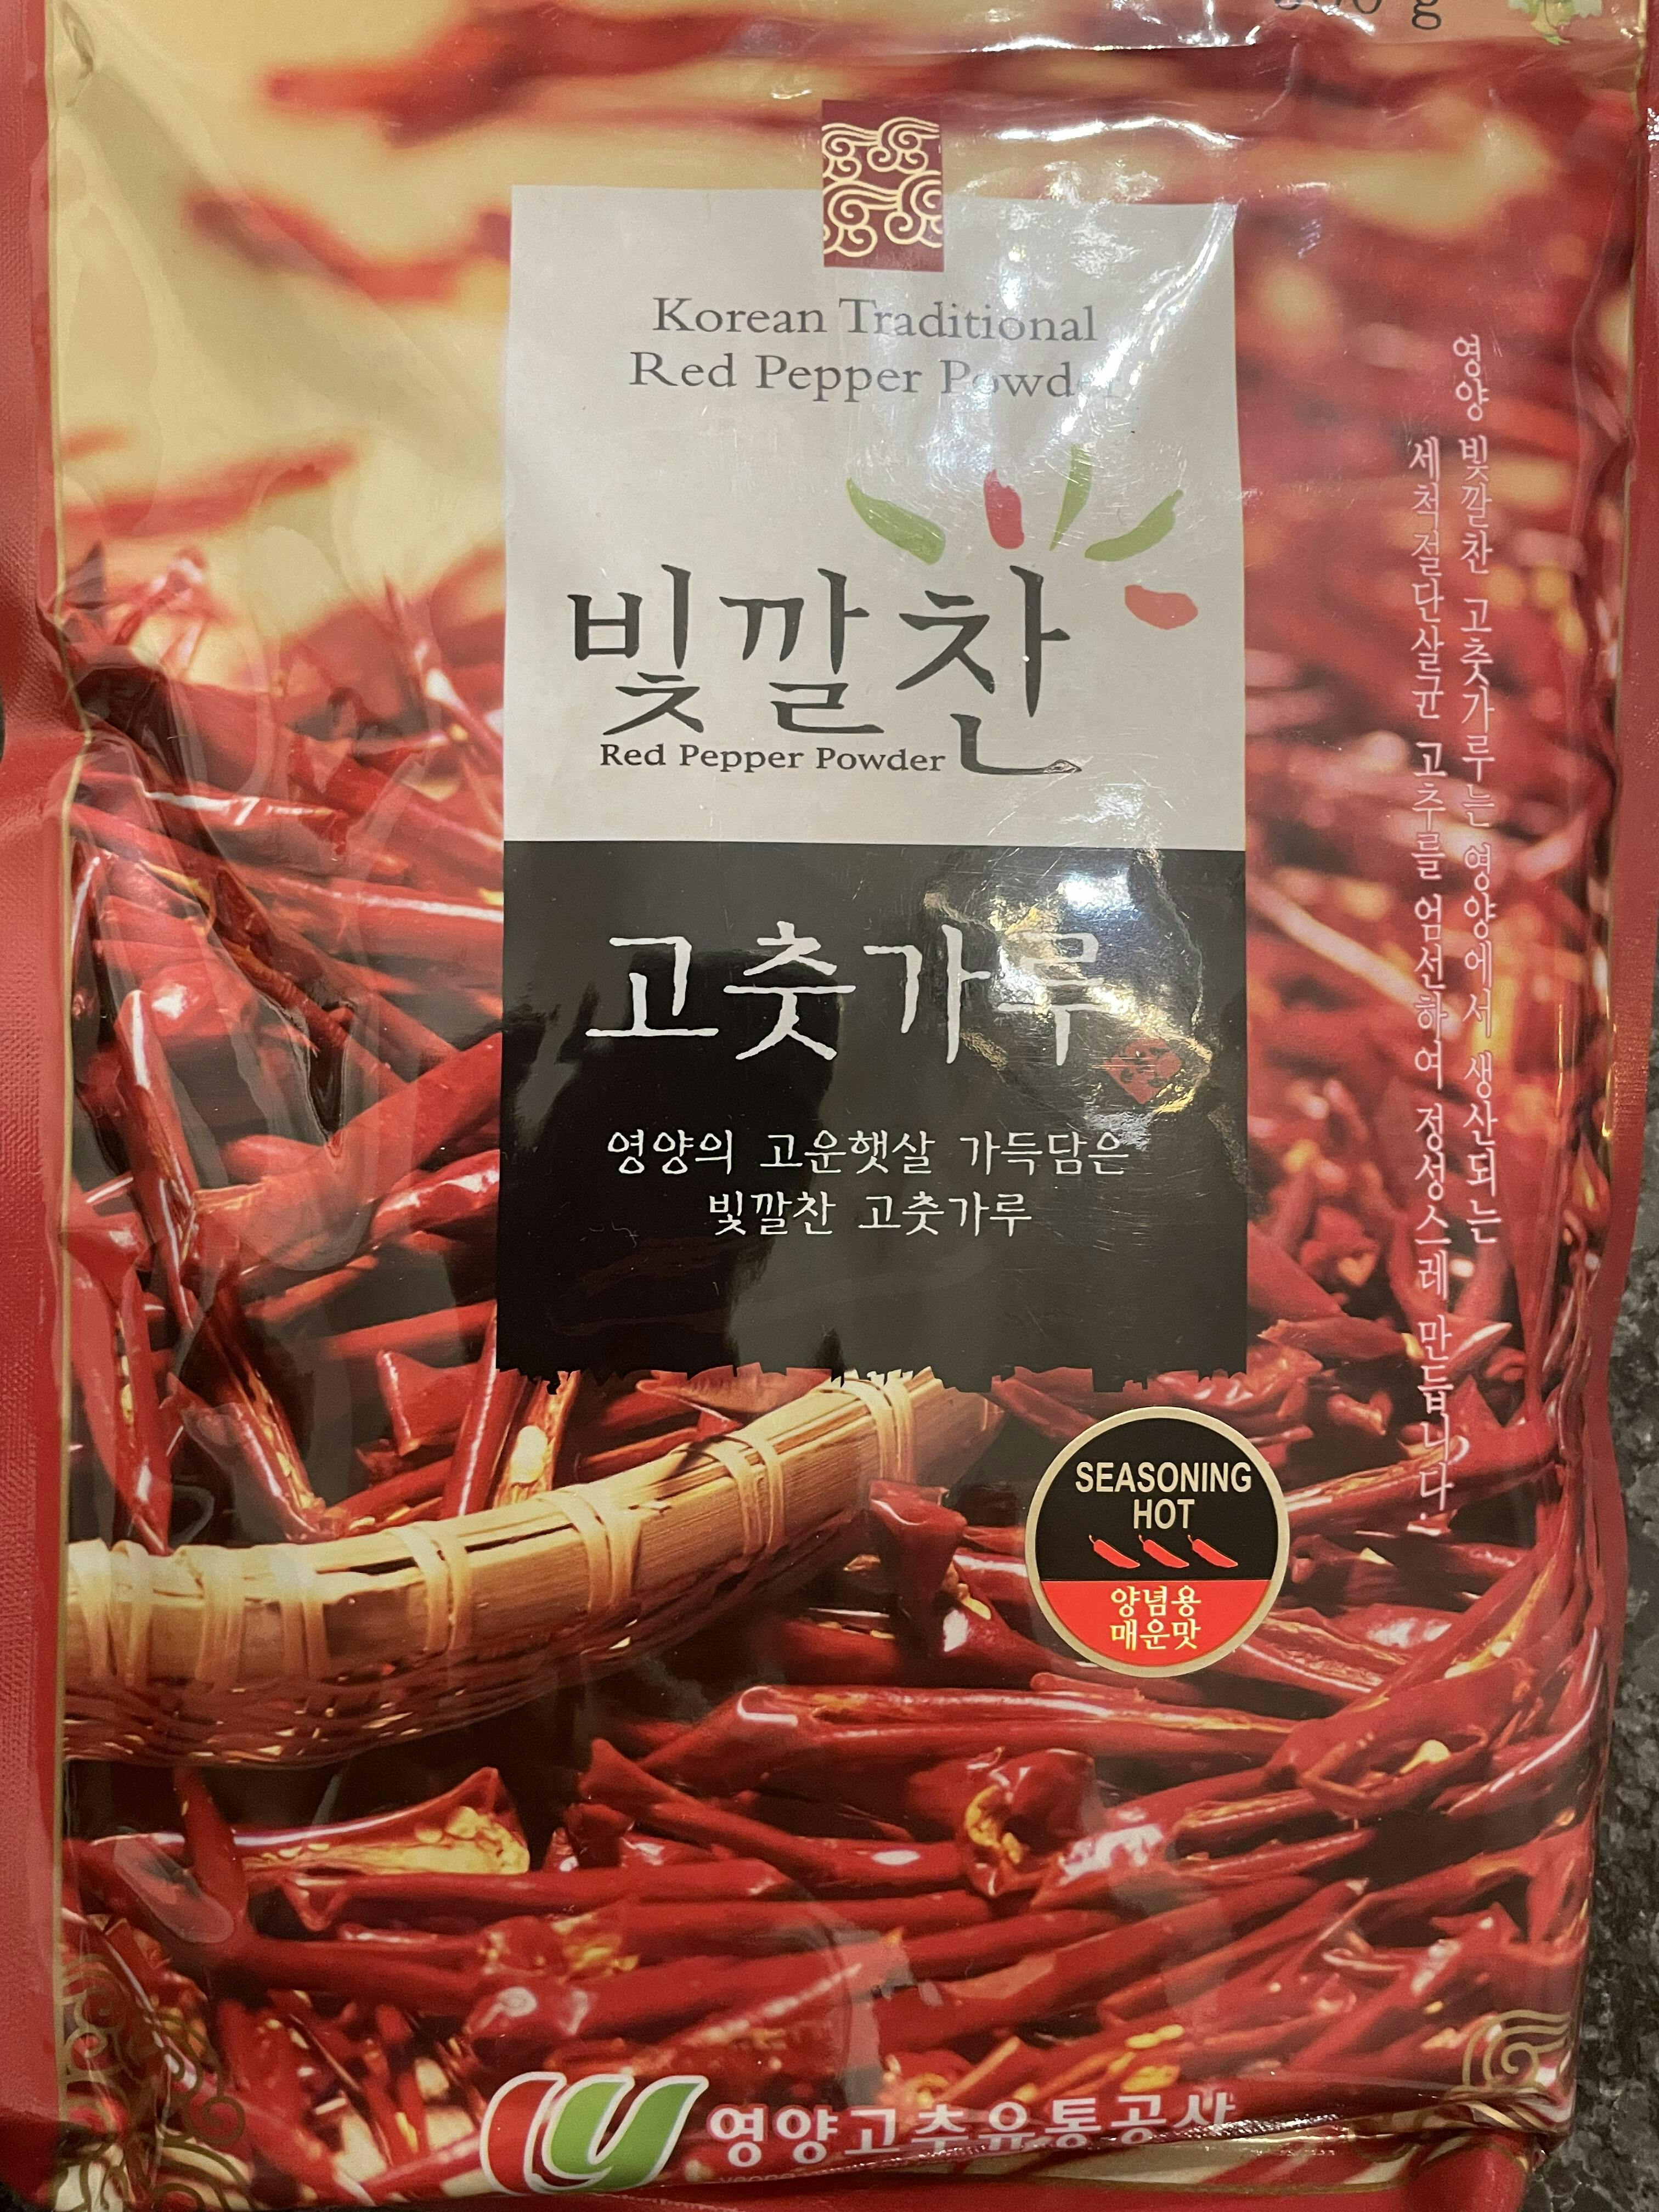 g
Korean Traditional
Red Pepper Powder
빛깔찬
Red Pepper Powder
고춧가루
영양의 고운햇살 가득담은
빛깔찬 고춧가루
영양 빛깔찬 고춧가루는 영양에서 생산되는
세척절단살균 고추를 엄선하여 정성스레 만듭니다.
SEASONING
HOT
양념용
매운맛
영양고추유통공사